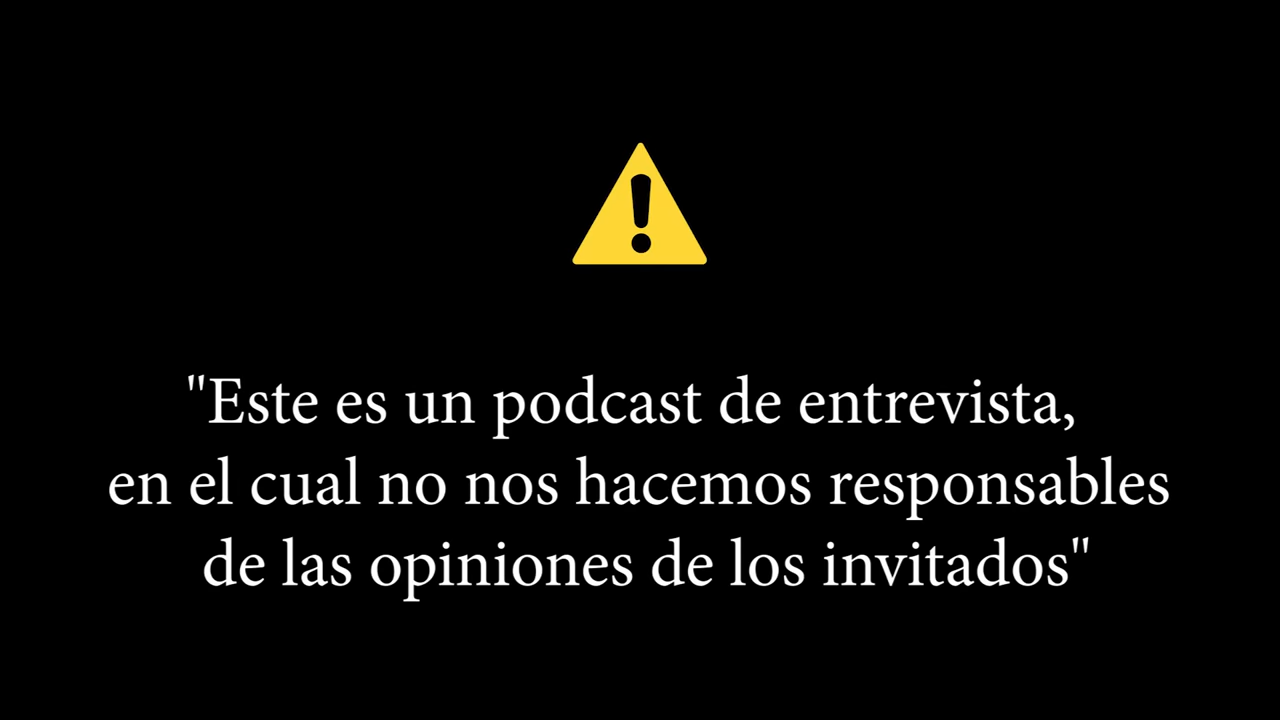 "Este es un podcast de entrevista,
en el cual no nos hacemos responsables
de las opiniones de los invitados"